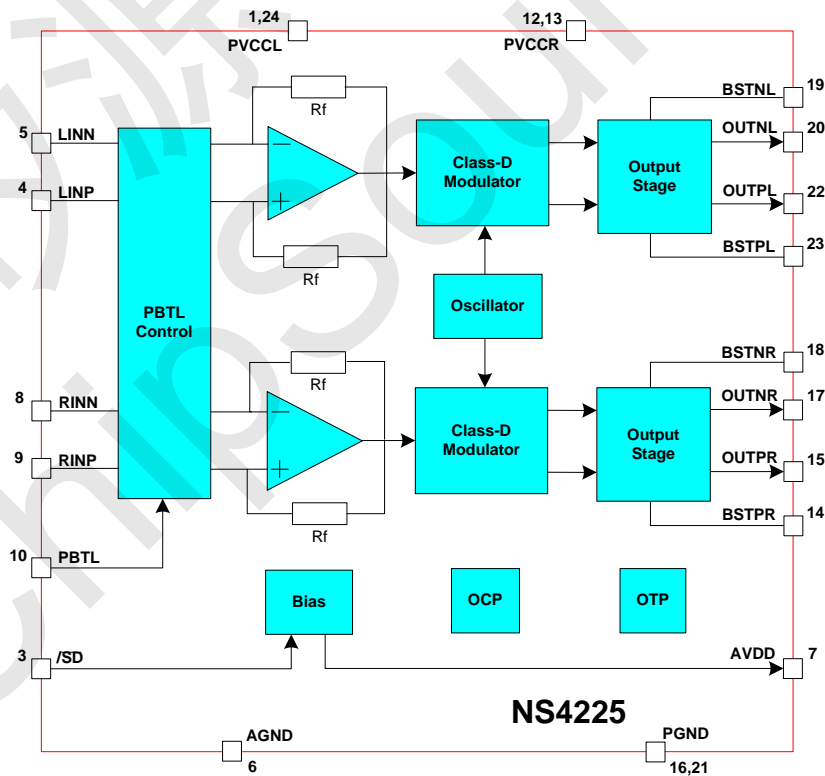 1,24
PVCCL
12,13
PVCCR
Rf
BSTNL 19
5 LINN
OUTNL 20
Class-D
Modulator
Output
Stage
4 LINP
OUTPL 22
BSTPL 23
Rf
PBTL
Control
Oscillator
BSTNR 18
Rf
8 RINN
OUTNR 17
Class-D
Modulator
Output
Stage
9 RINP
OUTPR 15
BSTPR 14
Rf
10 PBTL
Bias
OCP
OTP
3 /SD
AVDD 7
NS4225
AGND
6
PGND
16,21
源
ChipSour